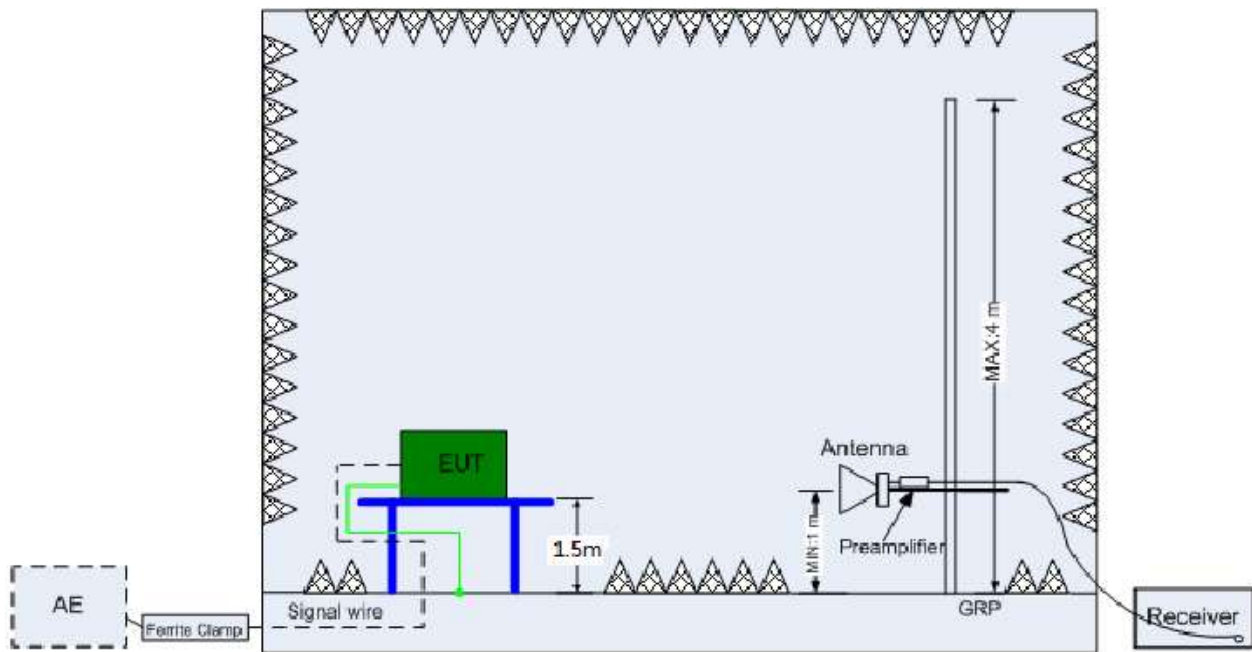 MAX:4 m
EUT
Antenna
1.5m
MIN:1 m
Preamplifier
AE
Ferrite Clamp
Signal wire
GRP
Receiver